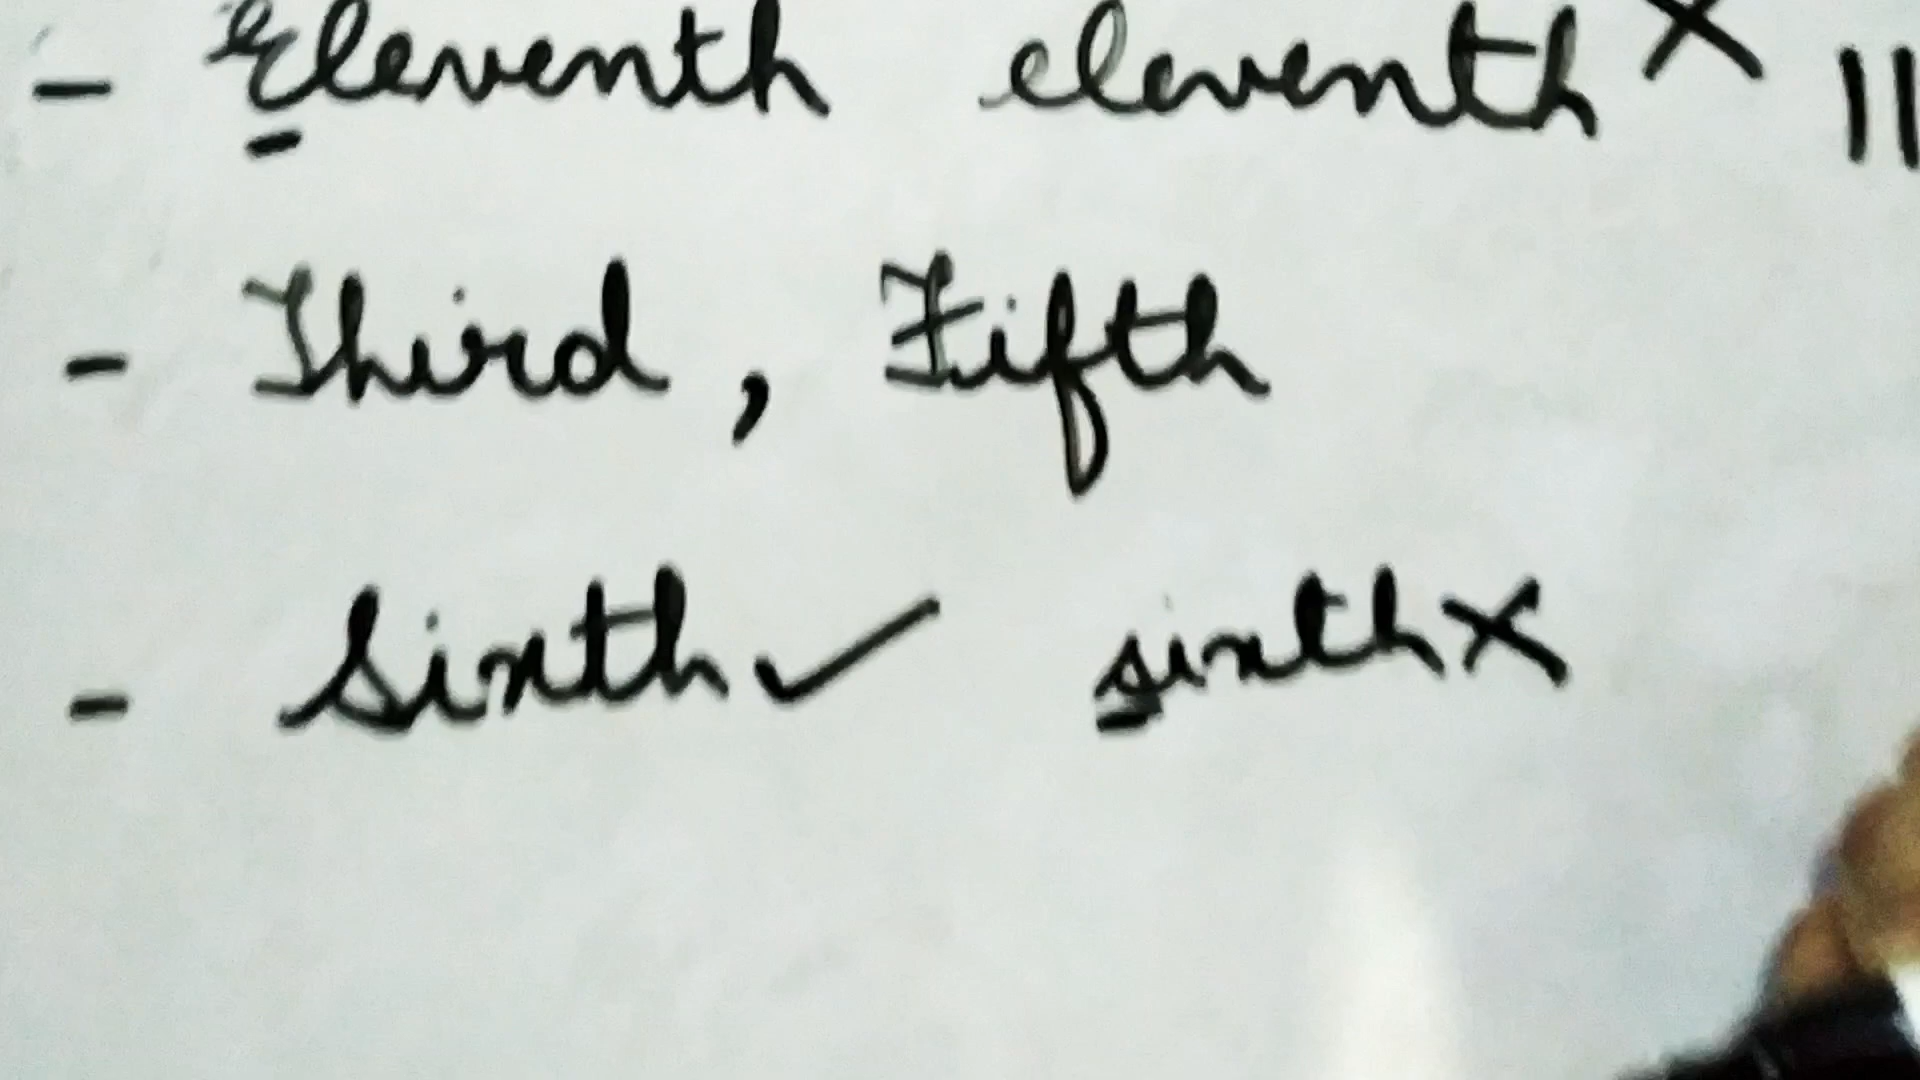 - Eleventh eleventh × 11
- Third, Fifth
- Sixth ✓ sixth ×